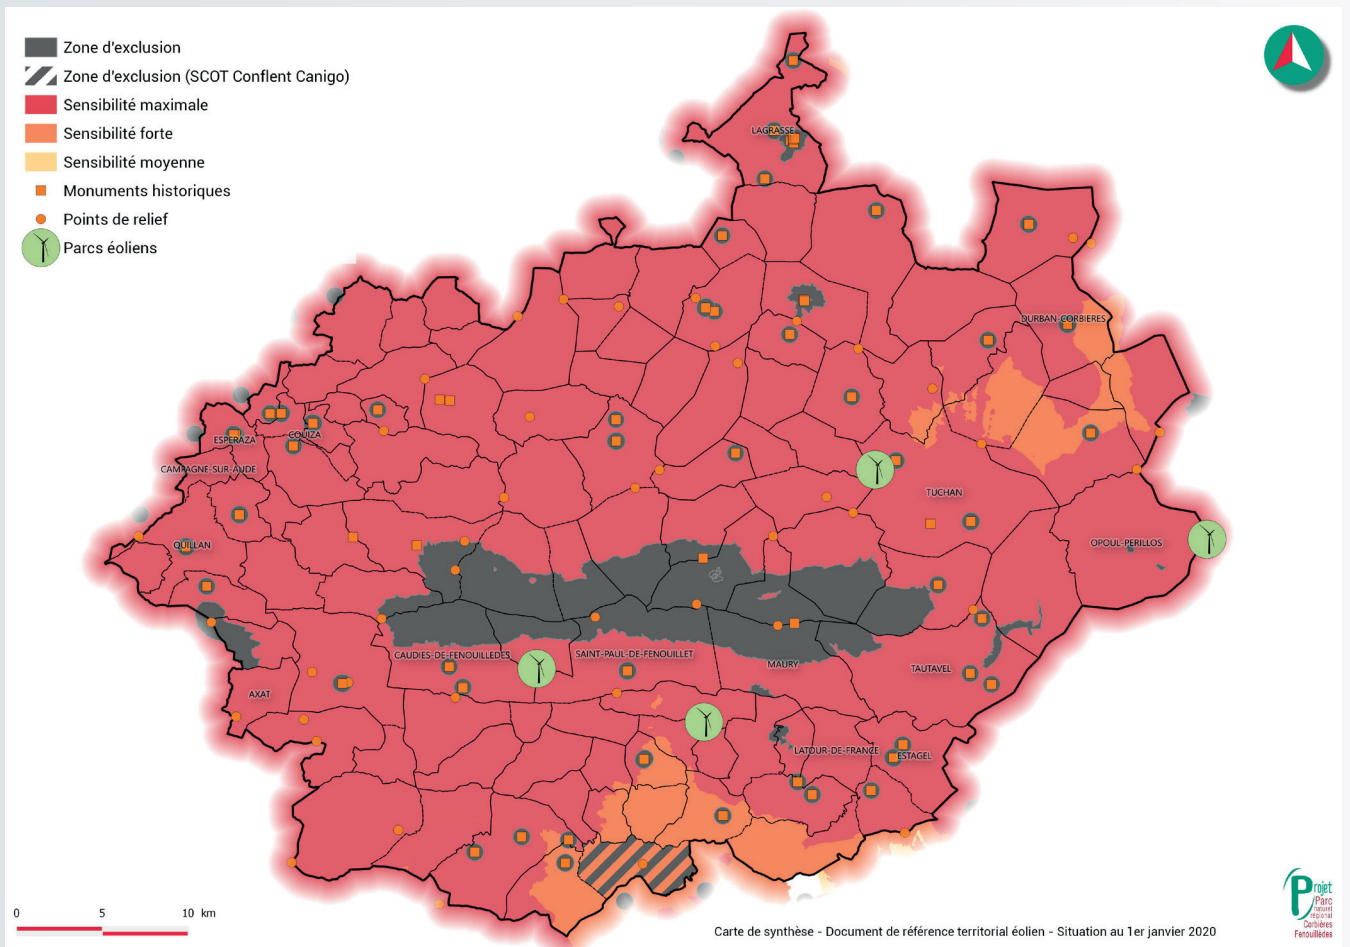 Zone d'exclusion
Zone d'exclusion (SCOT Conflent Canigo)
Sensibilité maximale
Sensibilité forte
Sensibilité moyenne
Monuments historiques
Points de relief
Parcs éoliens
LAGRASSE
DURBAN-CORBIERES
ESPERAZA
COUIZA
CAMPAGNE-SUR-AUDE
TUCHAN
QUILLAN
OPOUL-PERILLOS
CAUDIES-DE-FENOUILLEDES
SAINT-PAUL-DE-FENOUILLET
MAURY
TAUTAVEL
AXAT
LATOUR-DE-FRANCE
ESTAGEL
0 5 10 km
Carte de synthèse - Document de référence territorial éolien - Situation au 1er janvier 2020
Projet
Parc
naturel
régional
Corbières
Fenouillèdes